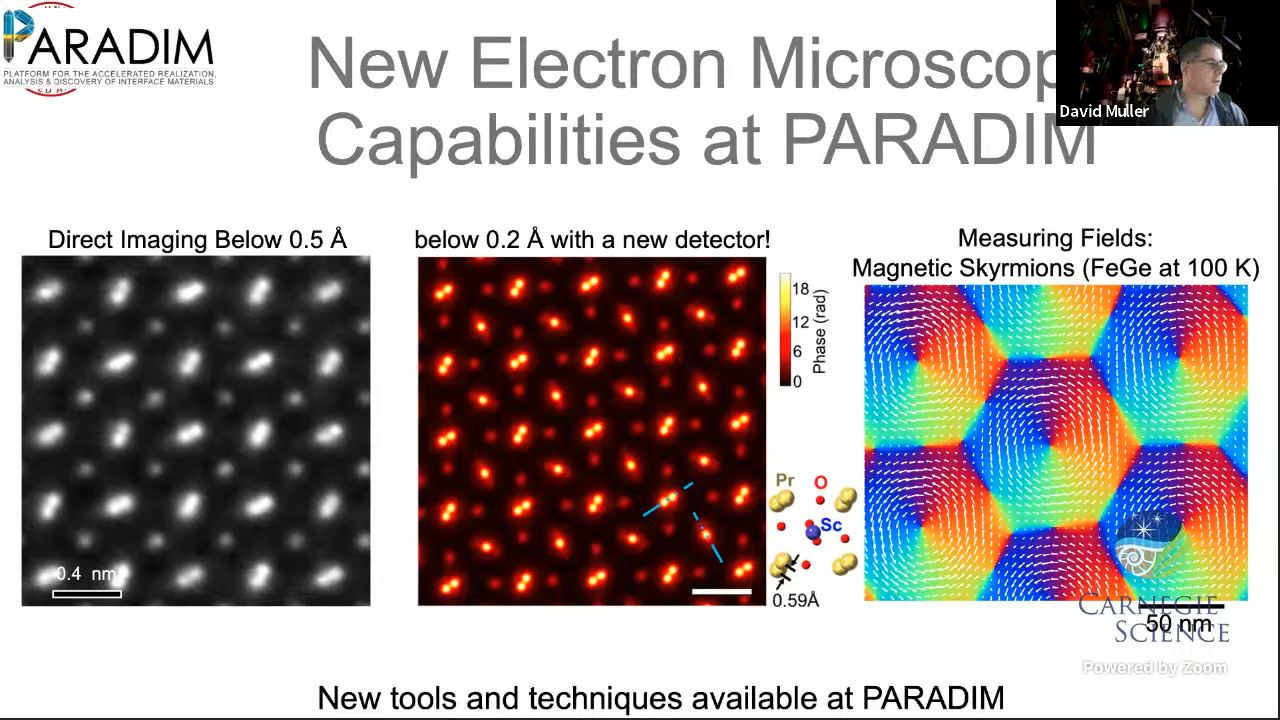 PARADIM
PLATFORM FOR THE ACCELERATED REALIZATION,
ANALYSIS & DISCOVERY OF INTERFACE MATERIALS
New Electron Microscop
Capabilities at PARADIM
David Muller
Direct Imaging Below 0.5 Å
below 0.2 Å with a new detector!
Measuring Fields:
Magnetic Skyrmions (FeGe at 100 K)
0.4 nm
18
12
6
0
Phase (rad)
Pr
O
Sc
0.59Å
CARNEGIE
SCIENCE
50 nm
Powered by Zoom
New tools and techniques available at PARADIM